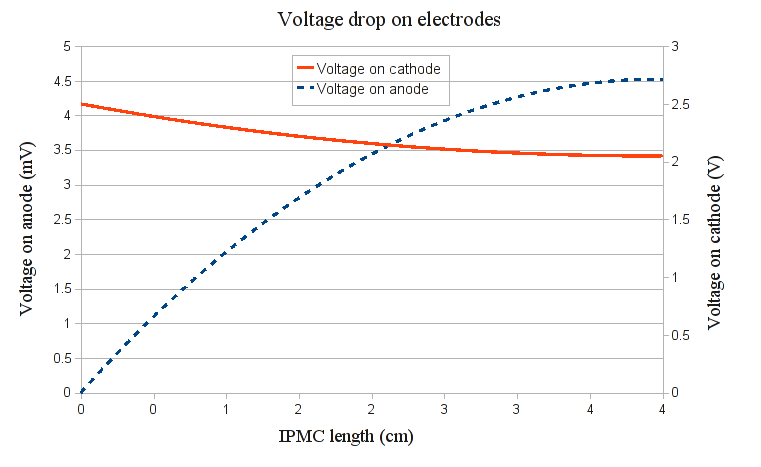 Voltage drop on electrodes
Voltage on cathode
Voltage on anode
Voltage on anode (mV)
5
4.5
4
3.5
3
2.5
2
1.5
1
0.5
0
3
2.5
2
1.5
1
0.5
0
Voltage on cathode (V)
0 0 1 2 2 3 3 4 4
IPMC length (cm)